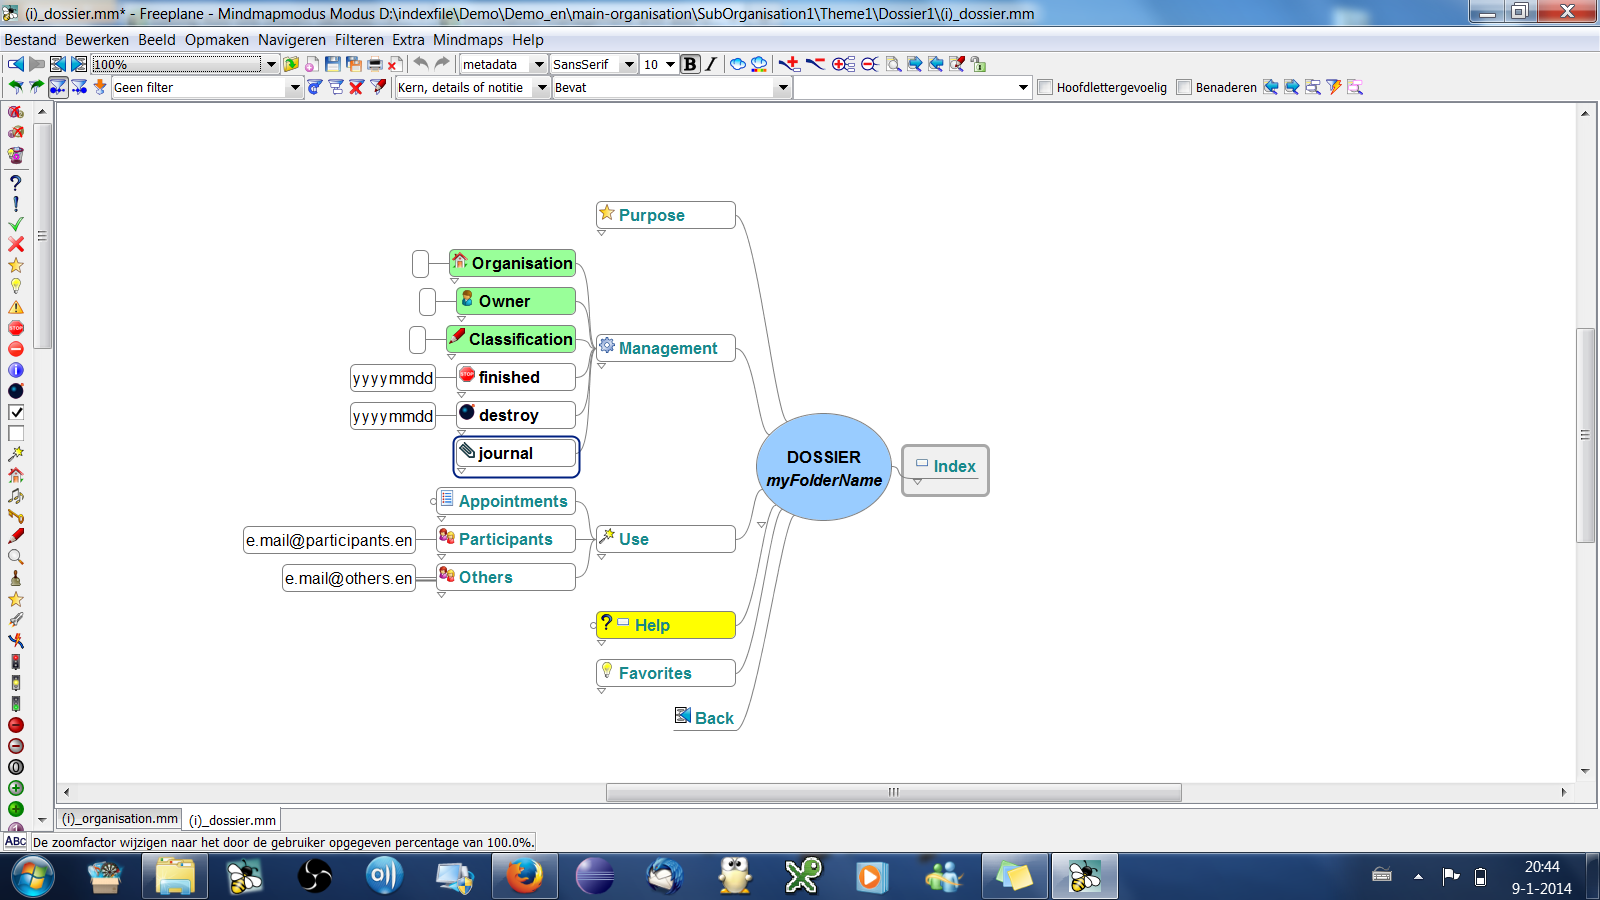 (i)_dossier.mm* - Freeplane - Mindmapmodus Modus D:\indexfile\Demo\Demo_en\main-organisation\SubOrganisation1\Theme1\Dossier1\(i)_dossier.mm
Bestand Bewerken Beeld Opmaken Navigeren Filteren Extra Mindmaps Help
100% metadata SansSerif 10 B I
Geen filter Kern, details of notitie Bevat Hoofdlettergevoelig Benaderen
Purpose
Organisation
Owner
Classification
Management
yyyymmdd finished
yyyymmdd destroy
journal
DOSSIER
myFolderName
Index
Appointments
e.mail@participants.en Participants
Use
e.mail@others.en Others
Help
Favorites
Back
STOP
STOP
(i)_organisation.mm (i)_dossier.mm
ABC De zoomfactor wijzigen naar het door de gebruiker opgegeven percentage van 100.0%.
20:44
9-1-2014